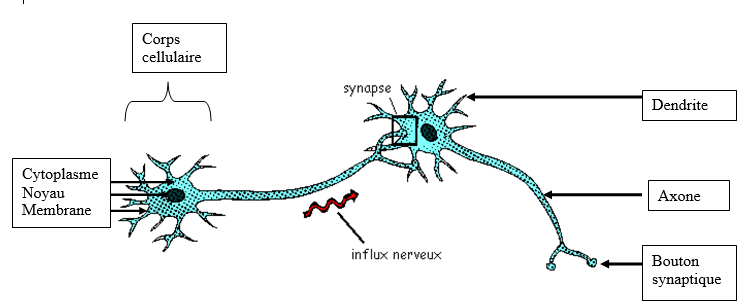 Corps
cellulaire
synapse
Dendrite
Cytoplasme
Noyau
Membrane
Axone
influx nerveux
Bouton
synaptique